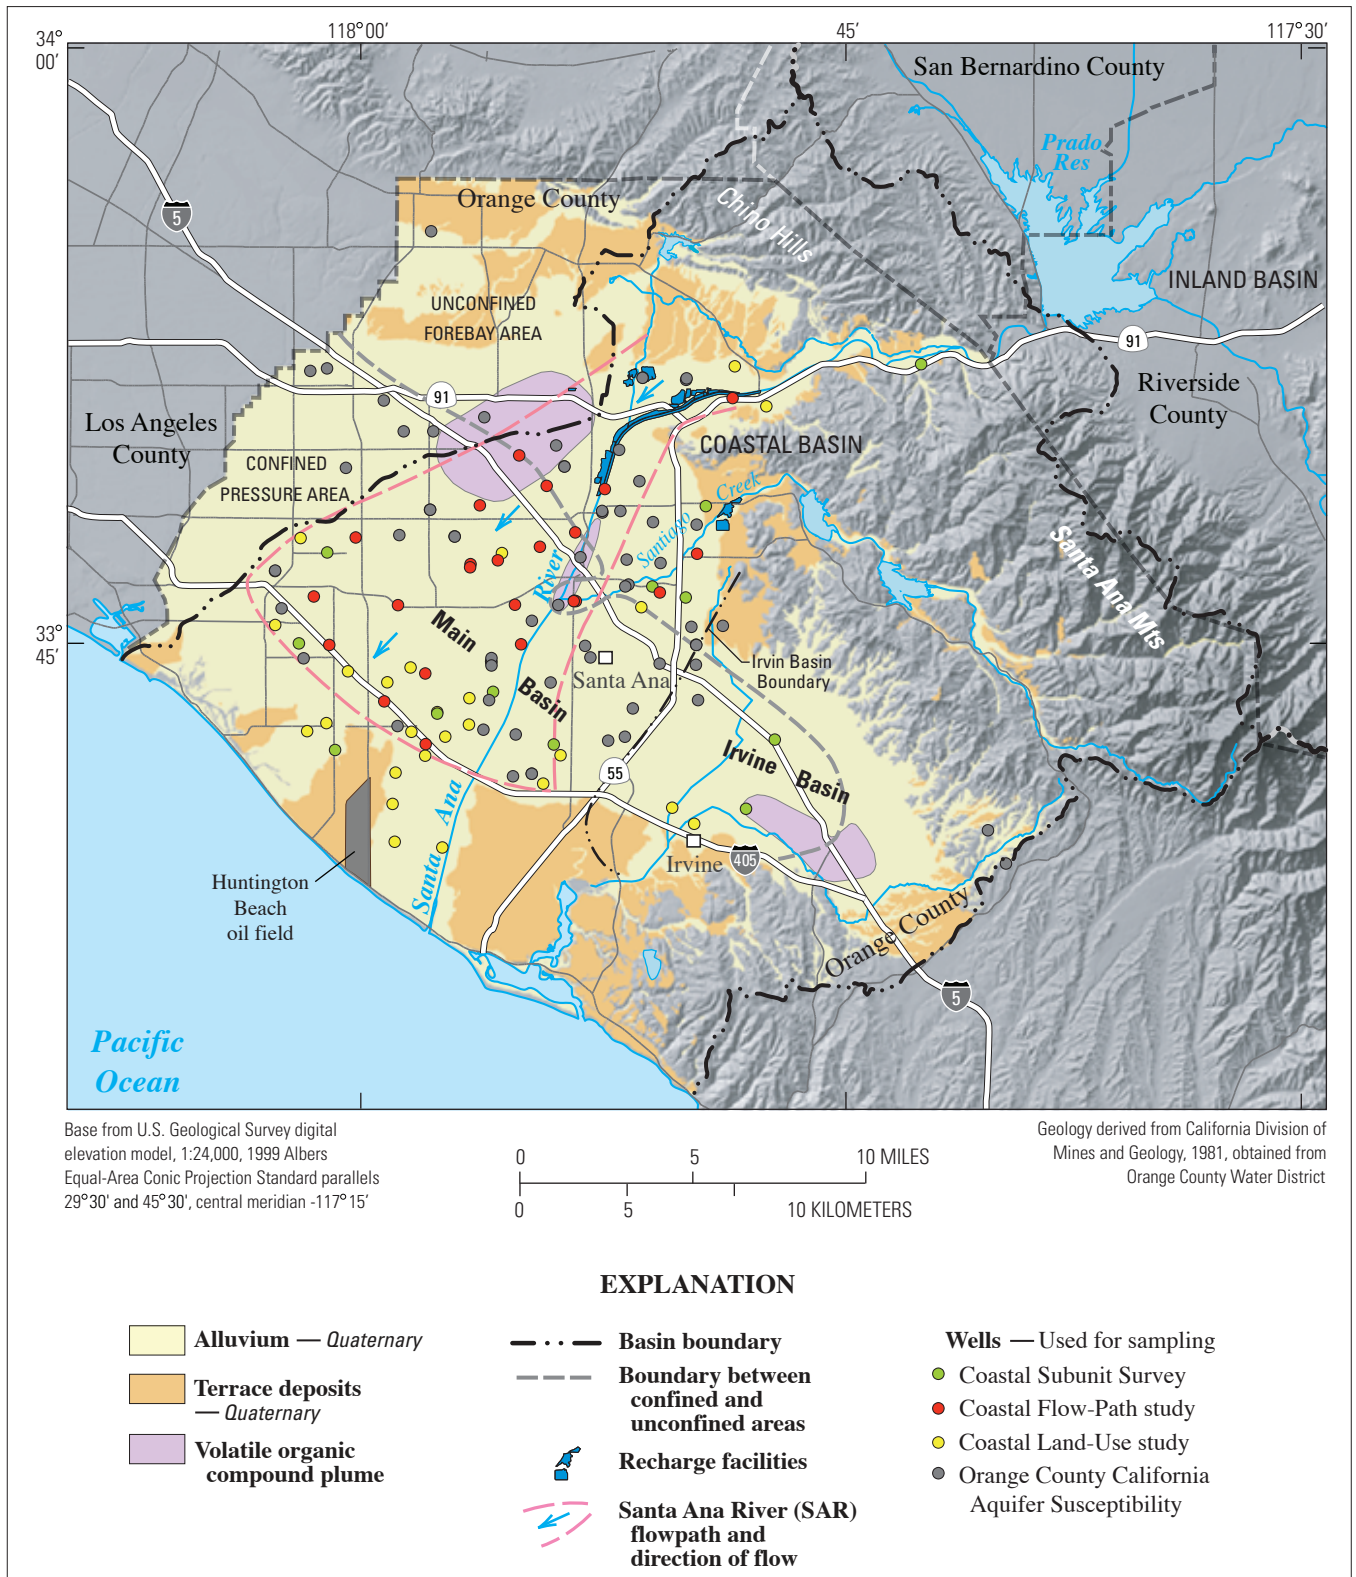 34°
00′
118°00′
45′
117°30′
San Bernardino County
Prado
Res
Orange County
Chino Hills
5
INLAND BASIN
UNCONFINED
FOREBAY AREA
91
91
Riverside
County
Los Angeles
County
CONFINED
PRESSURE AREA
COASTAL BASIN
Santiago Creek
Santa Ana Mts
River
33°
45′
Main
Basin
Santa Ana
Irvin Basin
Boundary
Irvine Basin
55
Santa Ana
Irvine
405
Huntington
Beach
oil field
Orange County
5
Pacific
Ocean
Base from U.S. Geological Survey digital
elevation model, 1:24,000, 1999 Albers
Equal-Area Conic Projection Standard parallels
29°30' and 45°30', central meridian -117°15′
0 5 10 MILES
0 5 10 KILOMETERS
Geology derived from California Division of
Mines and Geology, 1981, obtained from
Orange County Water District
EXPLANATION
Alluvium — Quaternary
Terrace deposits
— Quaternary
Volatile organic
compound plume
Basin boundary
Boundary between
confined and
unconfined areas
Recharge facilities
Santa Ana River (SAR)
flowpath and
direction of flow
Wells — Used for sampling
Coastal Subunit Survey
Coastal Flow-Path study
Coastal Land-Use study
Orange County California
Aquifer Susceptibility